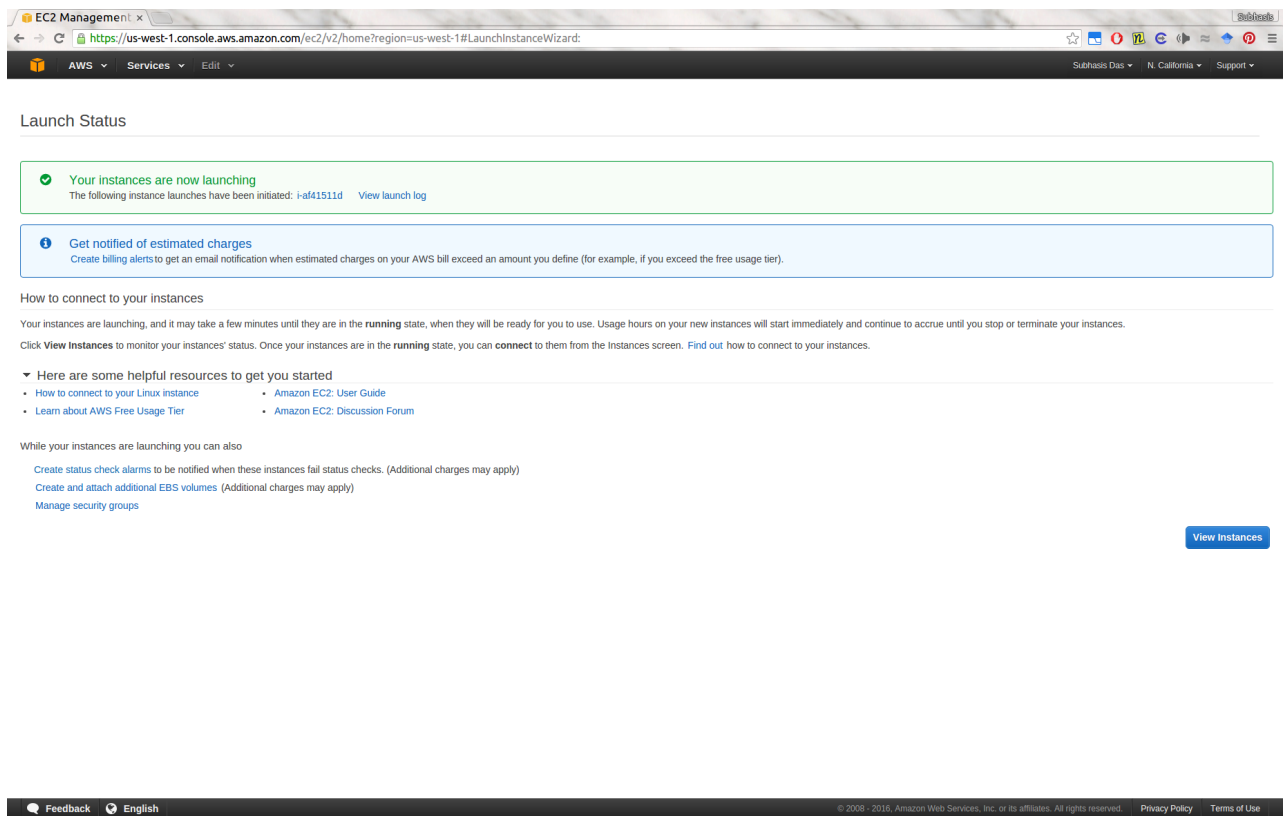 EC2 Management ×
Subhasis
https://us-west-1.console.aws.amazon.com/ec2/v2/home?region=us-west-1#LaunchInstanceWizard:
AWS Services Edit Subhasis Das N. California Support
Launch Status
Your instances are now launching
The following instance launches have been initiated: i-af41511d View launch log
Get notified of estimated charges
Create billing alerts to get an email notification when estimated charges on your AWS bill exceed an amount you define (for example, if you exceed the free usage tier).
How to connect to your instances
Your instances are launching, and it may take a few minutes until they are in the running state, when they will be ready for you to use. Usage hours on your new instances will start immediately and continue to accrue until you stop or terminate your instances.
Click View Instances to monitor your instances' status. Once your instances are in the running state, you can connect to them from the Instances screen. Find out how to connect to your instances.
Here are some helpful resources to get you started
• How to connect to your Linux instance • Amazon EC2: User Guide
• Learn about AWS Free Usage Tier • Amazon EC2: Discussion Forum
While your instances are launching you can also
Create status check alarms to be notified when these instances fail status checks. (Additional charges may apply)
Create and attach additional EBS volumes (Additional charges may apply)
Manage security groups
View Instances
Feedback English © 2008 - 2016, Amazon Web Services, Inc. or its affiliates. All rights reserved. Privacy Policy Terms of Use